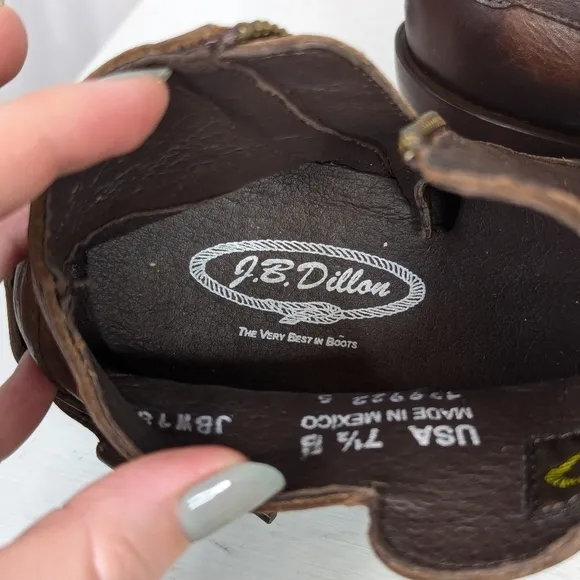 J.B. Dillon
THE VERY BEST IN BOOTS
USA 7½ B
MADE IN MEXICO